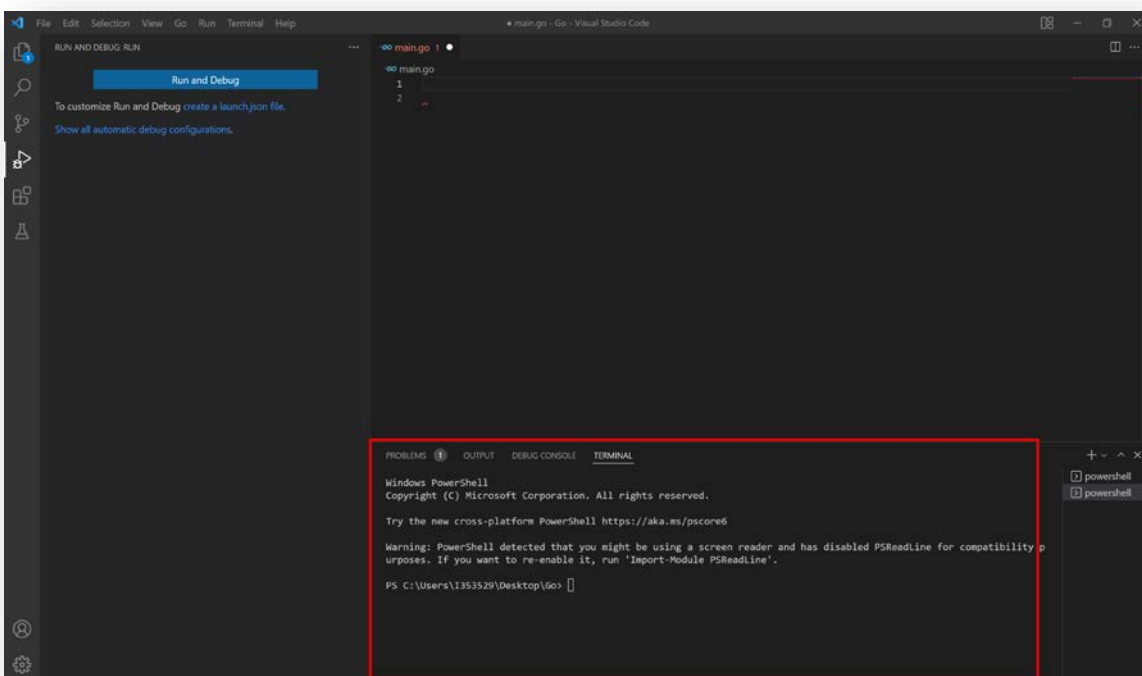 File Edit Selection View Go Run Terminal Help
● main.go - Go - Visual Studio Code
RUN AND DEBUG: RUN
Run and Debug
To customize Run and Debug create a launch.json file.
Show all automatic debug configurations.
1
main.go 1 ●
main.go
1
2
PROBLEMS 1 OUTPUT DEBUG CONSOLE TERMINAL
Windows PowerShell
Copyright (C) Microsoft Corporation. All rights reserved.
Try the new cross-platform PowerShell https://aka.ms/pscore6
Warning: PowerShell detected that you might be using a screen reader and has disabled PSReadLine for compatibility p
urposes. If you want to re-enable it, run 'Import-Module PSReadLine'.
PS C:\Users\I353529\Desktop\Go>
powershell
powershell